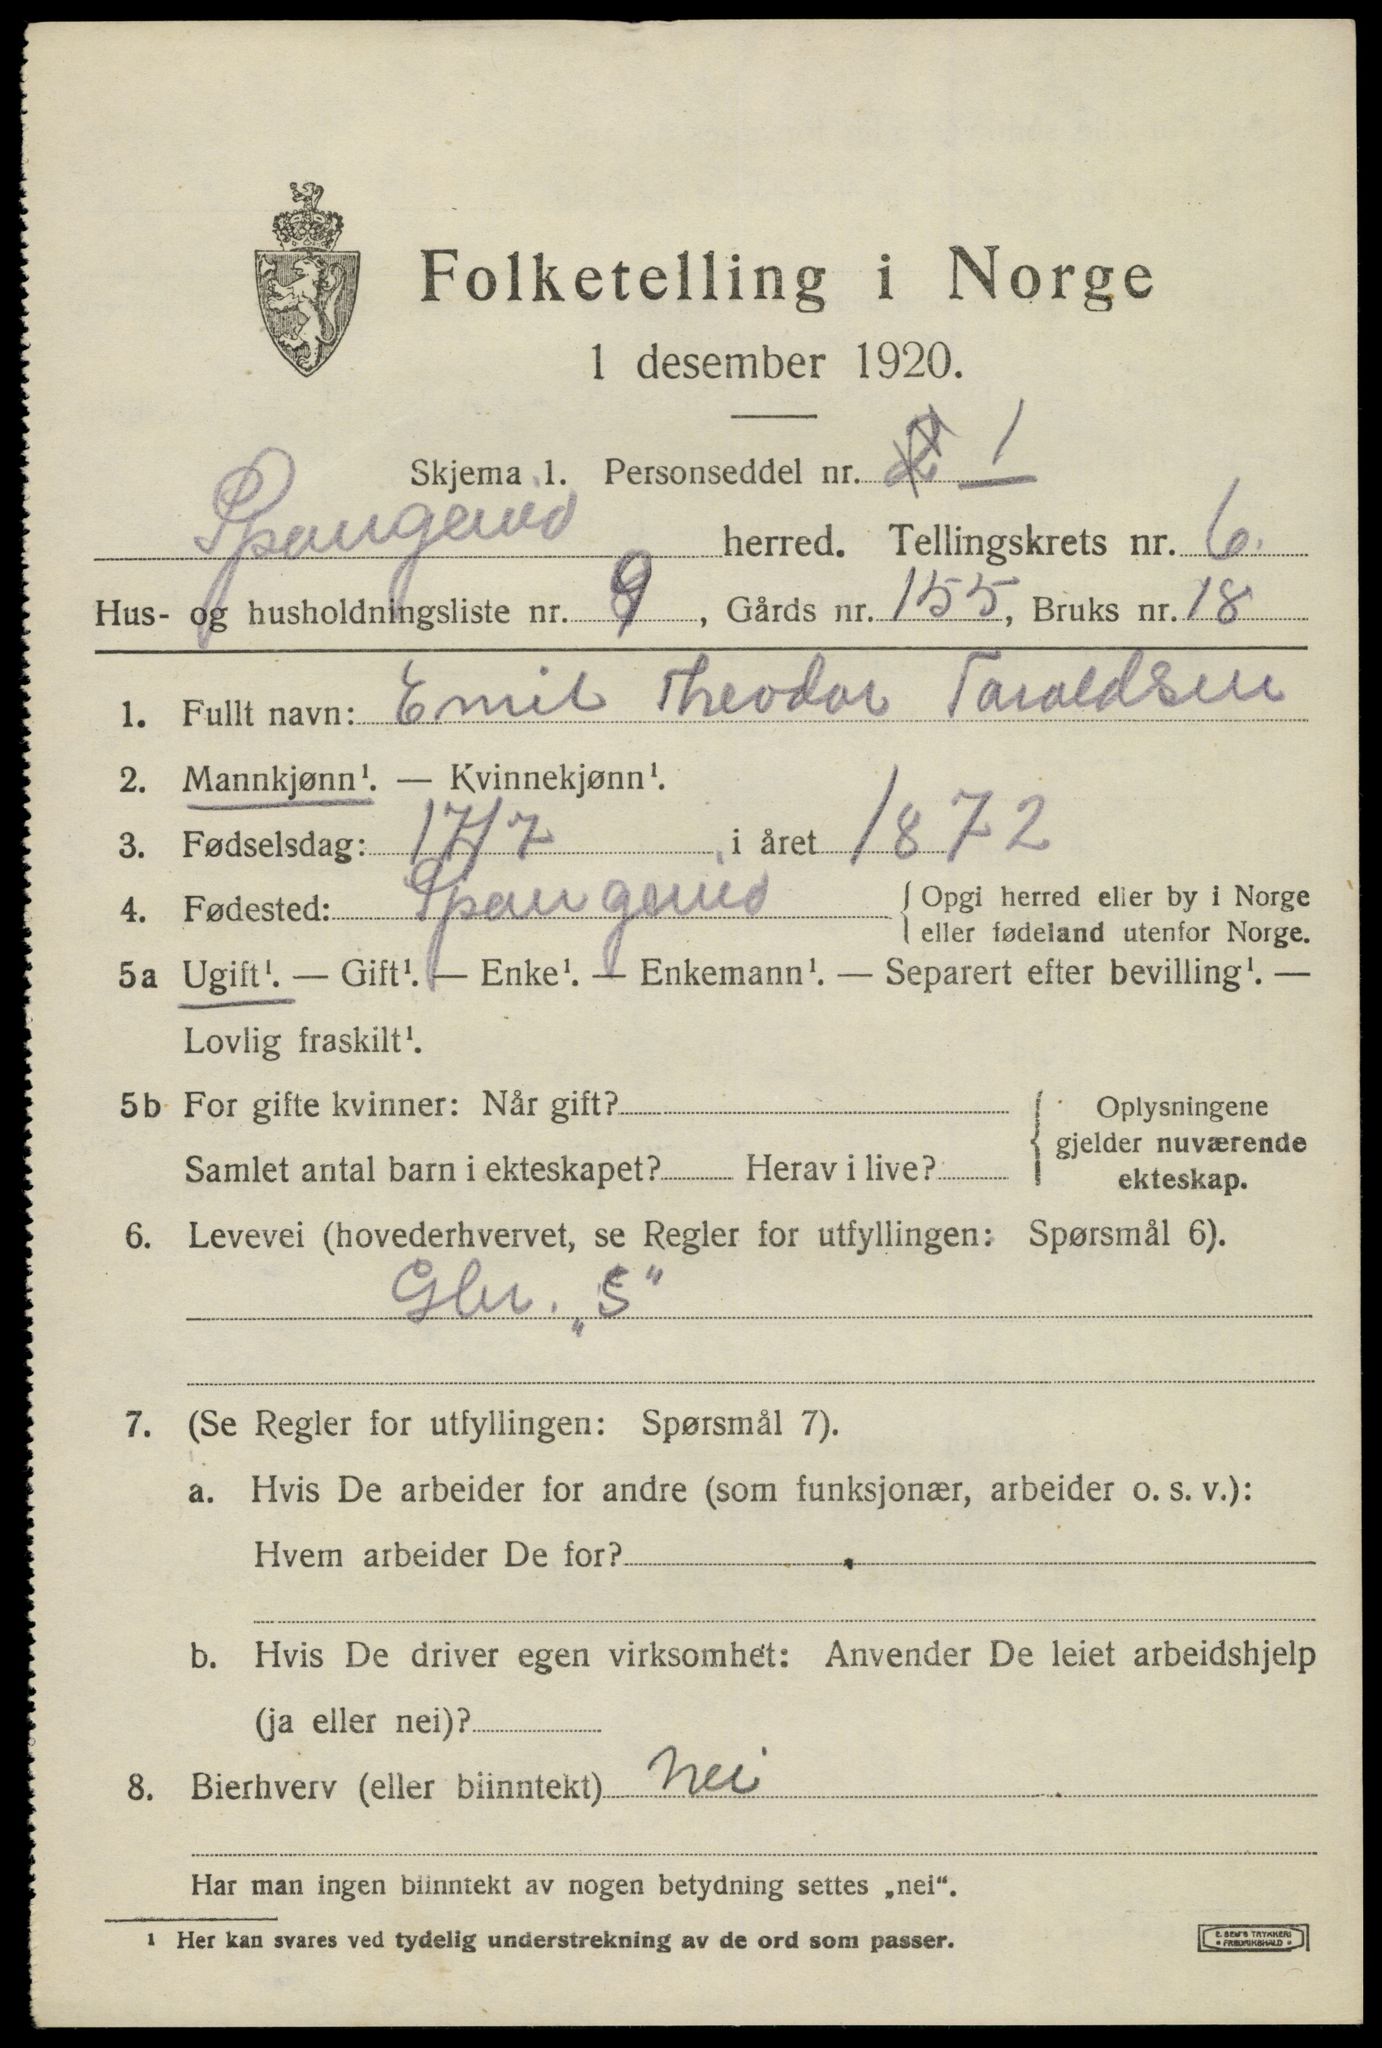 Folketelling i Norge
1 desember 1920.
Skjema 1. Personseddel nr. 1
Spangereid herred. Tellingskrets nr. 6.
Hus- og husholdningsliste nr. 9, Gårds nr. 155, Bruks nr. 18
1. Fullt navn: Emil Theodor Taraldsen
2. Mannkjønn¹. — Kvinnekjønn¹.
3. Fødselsdag: 17/7 i året 1872
4. Fødested: Spangereid { Opgi herred eller by i Norge
eller fødeland utenfor Norge.
5a Ugift¹. — Gift¹. — Enke¹. — Enkemann¹. — Separert efter bevilling¹. —
Lovlig fraskilt¹.
5b For gifte kvinner: Når gift?
Samlet antal barn i ekteskapet? Herav i live?
{ Oplysningene
gjelder nuværende
ekteskap.
6. Levevei (hovederhvervet, se Regler for utfyllingen: Spørsmål 6).
Gbr. „S"
7. (Se Regler for utfyllingen: Spørsmål 7).
a. Hvis De arbeider for andre (som funksjonær, arbeider o. s. v.):
Hvem arbeider De for?
b. Hvis De driver egen virksomhet: Anvender De leiet arbeidshjelp
(ja eller nei)?
8. Bierhverv (eller biinntekt) Nei
Har man ingen biinntekt av nogen betydning settes „nei".
¹ Her kan svares ved tydelig understrekning av de ord som passer.
E. SEM'S TRYKKERI
FREDRIKSHALD